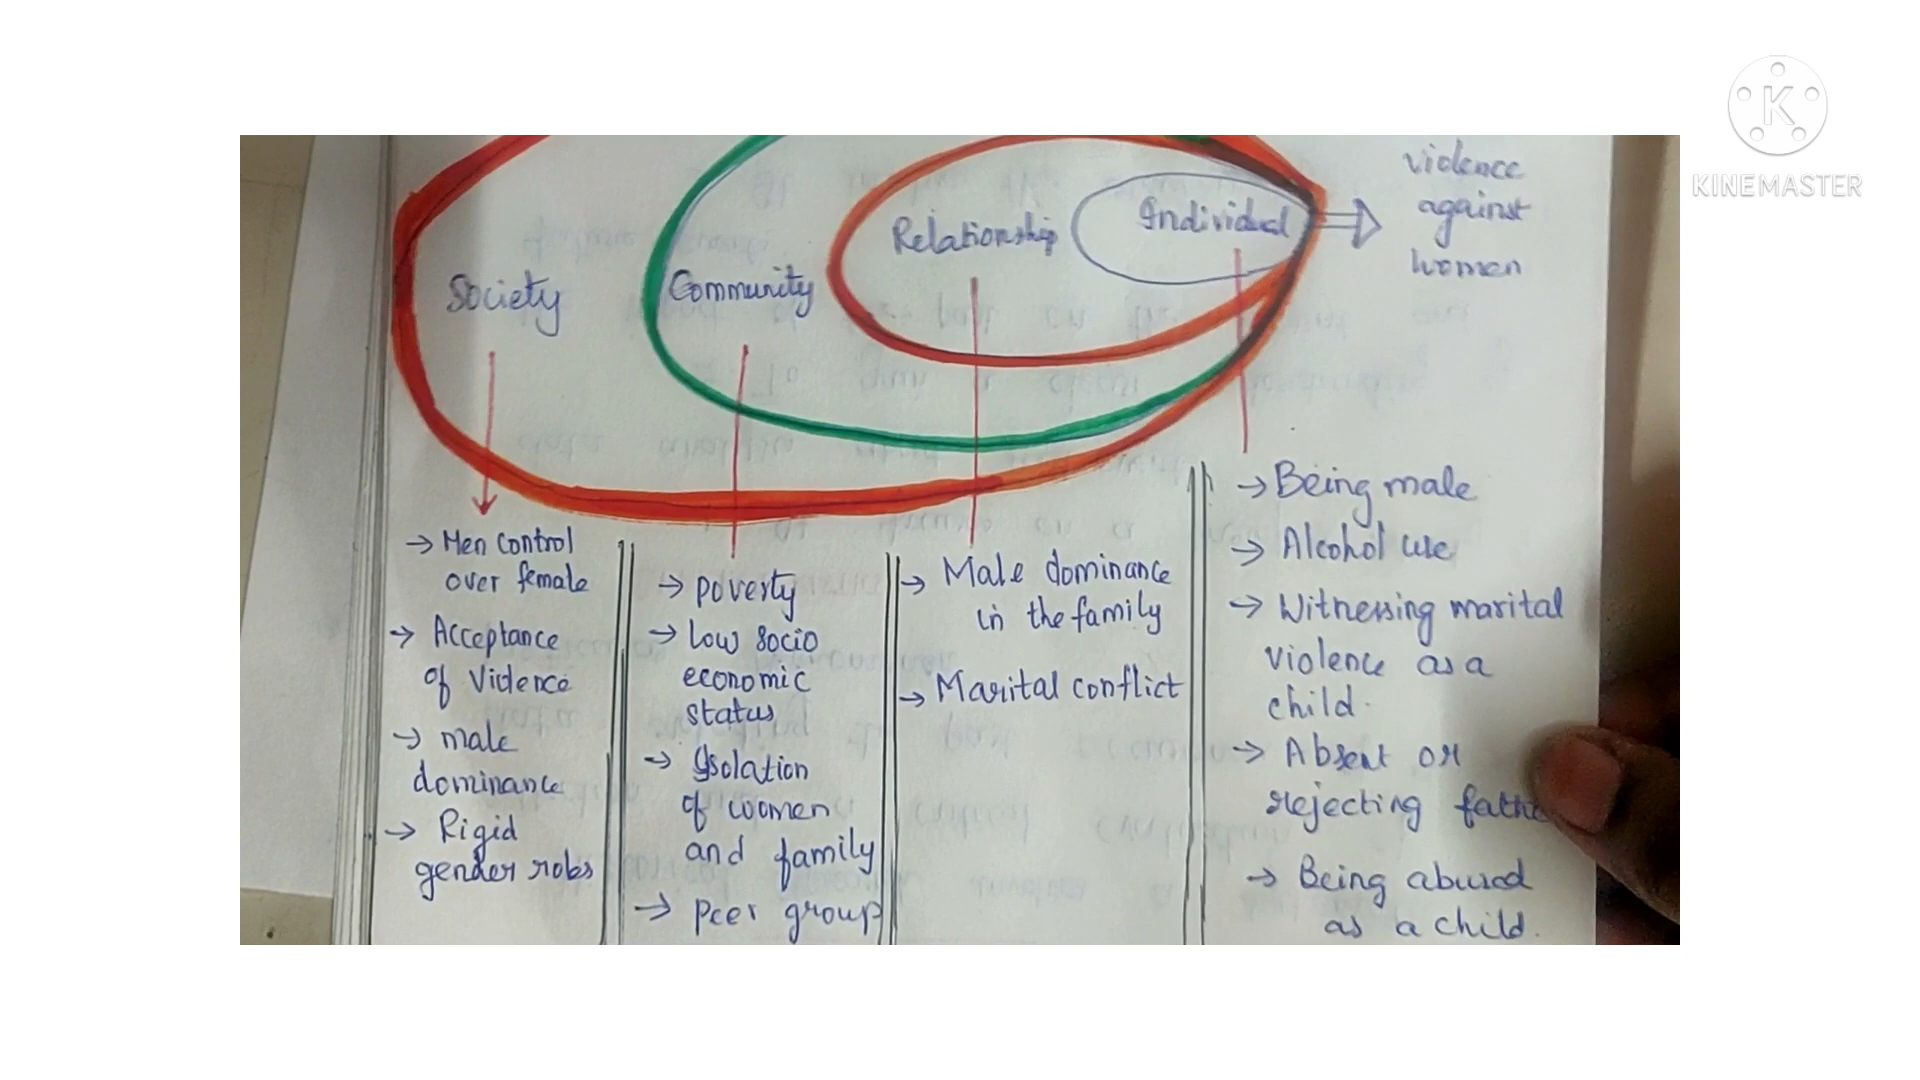 KINEMASTER
violence
against
women
Individual
Relationship
Community
Society
→ Men control
over female
→ Acceptance
of Violence
→ male
dominance
→ Rigid
gender roles
→ poverty
→ Low socio
economic
status
→ Isolation
of women
and family
→ peer group
→ Male dominance
in the family
→ Marital conflict
→ Being male
→ Alcohol use
→ Witnessing marital
violence as a
child.
→ Absent or
rejecting fathe
→ Being abused
as a child.